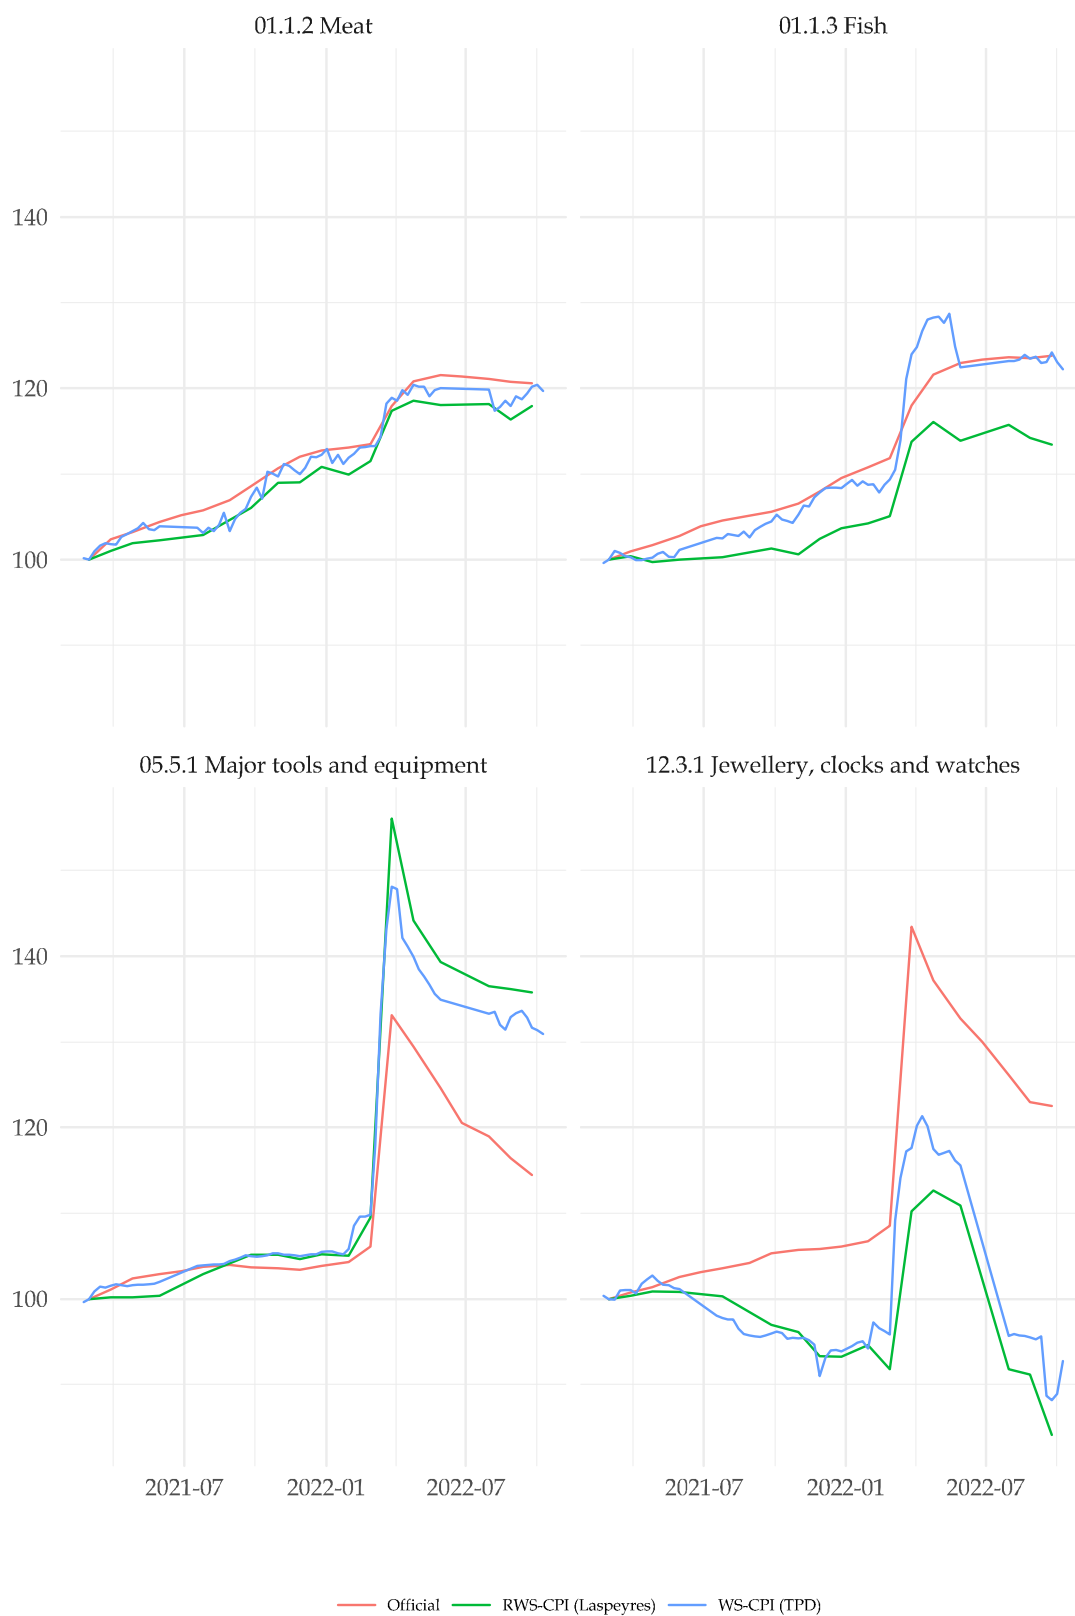 01.1.2 Meat
01.1.3 Fish
140
120
100
05.5.1 Major tools and equipment
12.3.1 Jewellery, clocks and watches
140
120
100
2021-07 2022-01 2022-07
2021-07 2022-01 2022-07
Official RWS-CPI (Laspeyres) WS-CPI (TPD)